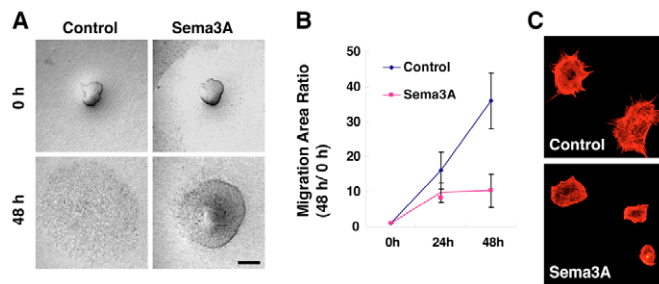 A
Control
Sema3A
0 h
48 h
B
Migration Area Ratio
(48 h/ 0 h)
50
40
30
20
10
0
0h
24h
48h
Control
Sema3A
C
Control
Sema3A